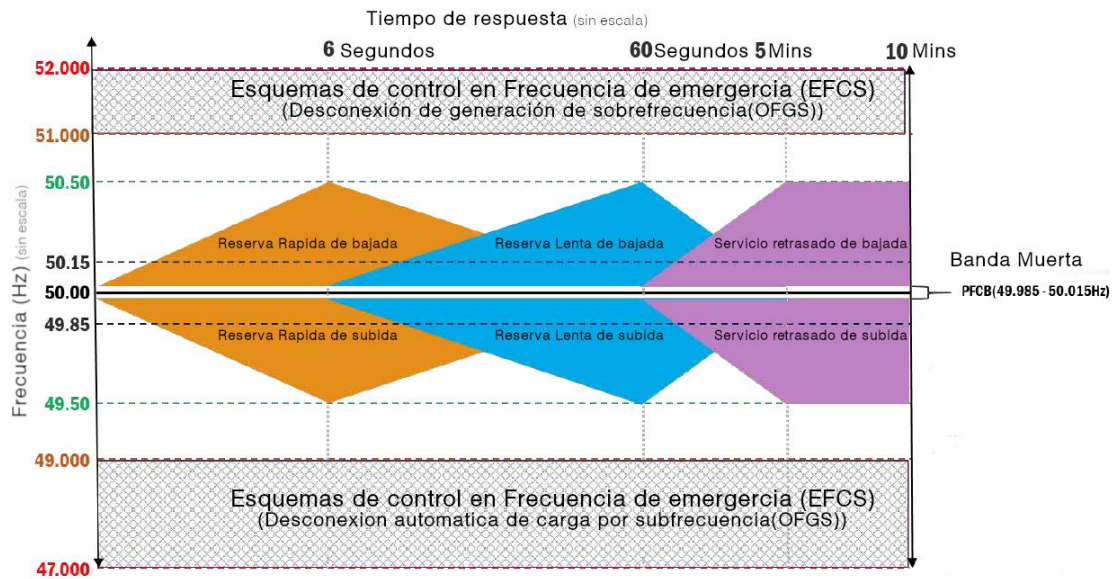 Tiempo de respuesta (sin escala)
6 Segundos 60 Segundos 5 Mins 10 Mins
52.000
Esquemas de control en Frecuencia de emergercia (EFCS)
(Desconexión de generación de sobrefrecuencia(OFGS))
51.000
50.50
Reserva Rapida de bajada Reserva Lenta de bajada Servicio retrasado de bajada
50.15
Banda Muerta
50.00
PFCB(49.985 - 50.015Hz)
49.85
Reserva Rapida de subida Reserva Lenta de subida Servicio retrasado de subida
49.50
49.000
Esquemas de control en Frecuencia de emergercia (EFCS)
(Desconexion automatica de carga por subfrecuencia(OFGS))
47.000
Frecuencia (Hz) (sin escala)